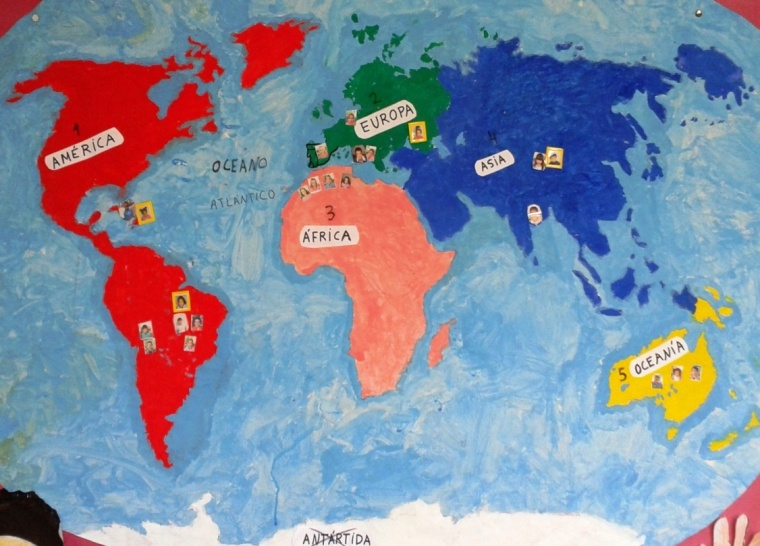 1
AMÉRICA
OCEANO
ATLANTICO
2
EUROPA
3
ÁFRICA
4
ASIA
5 OCEANÍA
ANTÁRTIDA